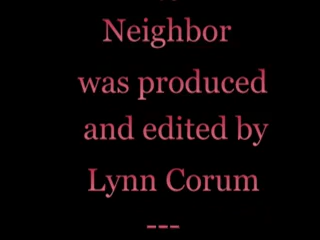 Neighbor
was produced
and edited by
Lynn Corum
---